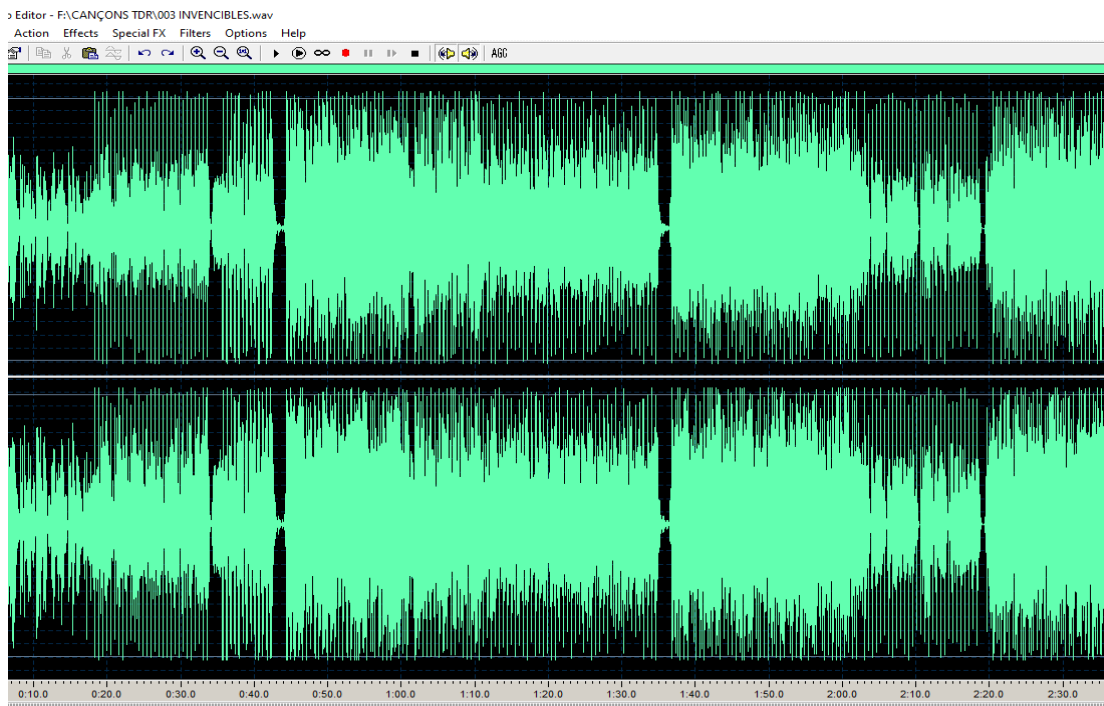 o Editor - F:\CANÇONS TDR\003 INVENCIBLES.wav
Action Effects Special FX Filters Options Help
AGC
0:10.0 0:20.0 0:30.0 0:40.0 0:50.0 1:00.0 1:10.0 1:20.0 1:30.0 1:40.0 1:50.0 2:00.0 2:10.0 2:20.0 2:30.0